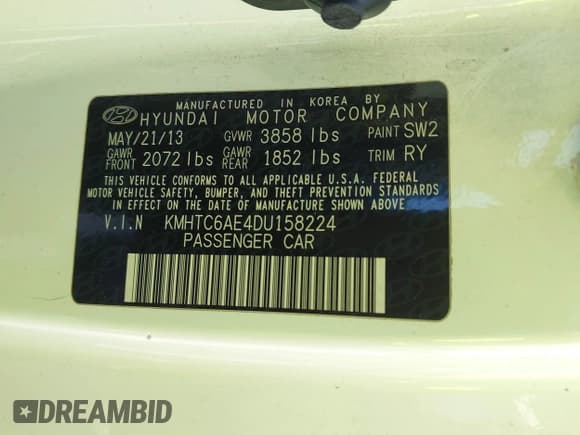 MANUFACTURED IN KOREA BY
HYUNDAI MOTOR COMPANY
MAY/21/13 GVWR 3858 lbs PAINT SW2
GAWR FRONT 2072 lbs GAWR REAR 1852 lbs TRIM RY
THIS VEHICLE CONFORMS TO ALL APPLICABLE U.S.A. FEDERAL
MOTOR VEHICLE SAFETY, BUMPER, AND THEFT PREVENTION STANDARDS
IN EFFECT ON THE DATE OF MANUFACTURE SHOWN ABOVE
V.I.N KMHTC6AE4DU158224
PASSENGER CAR
DREAMBID